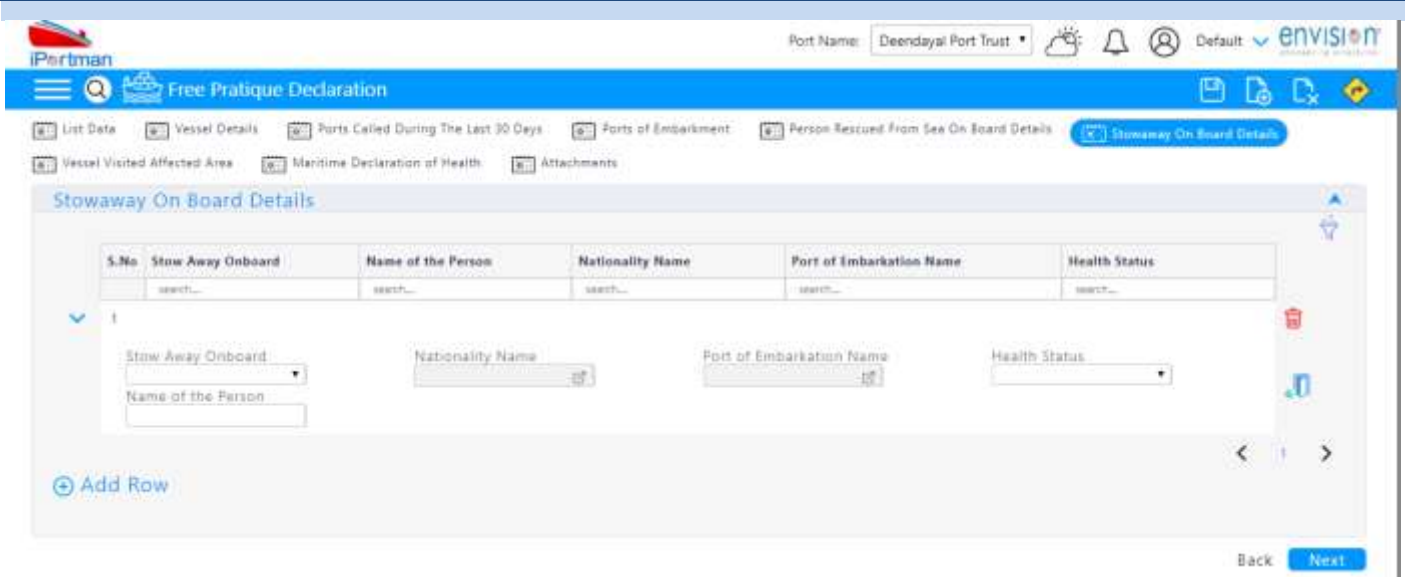 Port Name: Deendayal Port Trust Default envision
iPortman
Free Pratique Declaration
List Data Vessel Details Ports Called During The Last 30 Days Ports of Embarkment Person Rescued From Sea On Board Details Stowaway On Board Details
Vessel Visited Affected Area Maritime Declaration of Health Attachments
Stowaway On Board Details
S.No Stow Away Onboard Name of the Person Nationality Name Port of Embarkation Name Health Status
search... search... search... search... search...
1
Stow Away Onboard Nationality Name Port of Embarkation Name Health Status
Name of the Person
1
Add Row
Back Next